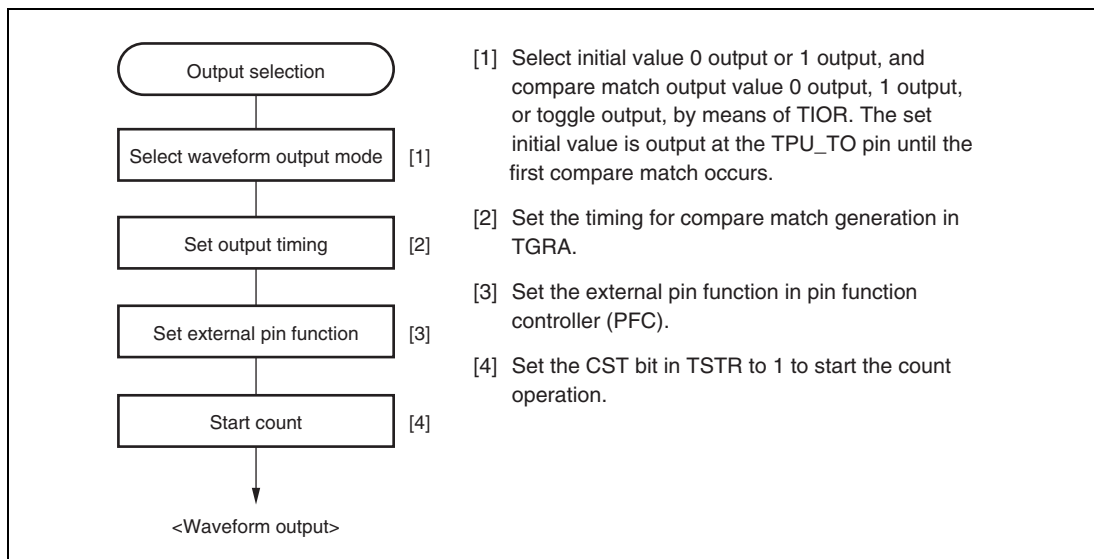 Output selection
Select waveform output mode [1]
Set output timing [2]
Set external pin function [3]
Start count [4]
<Waveform output>
[1] Select initial value 0 output or 1 output, and
compare match output value 0 output, 1 output,
or toggle output, by means of TIOR. The set
initial value is output at the TPU_TO pin until the
first compare match occurs.
[2] Set the timing for compare match generation in
TGRA.
[3] Set the external pin function in pin function
controller (PFC).
[4] Set the CST bit in TSTR to 1 to start the count
operation.